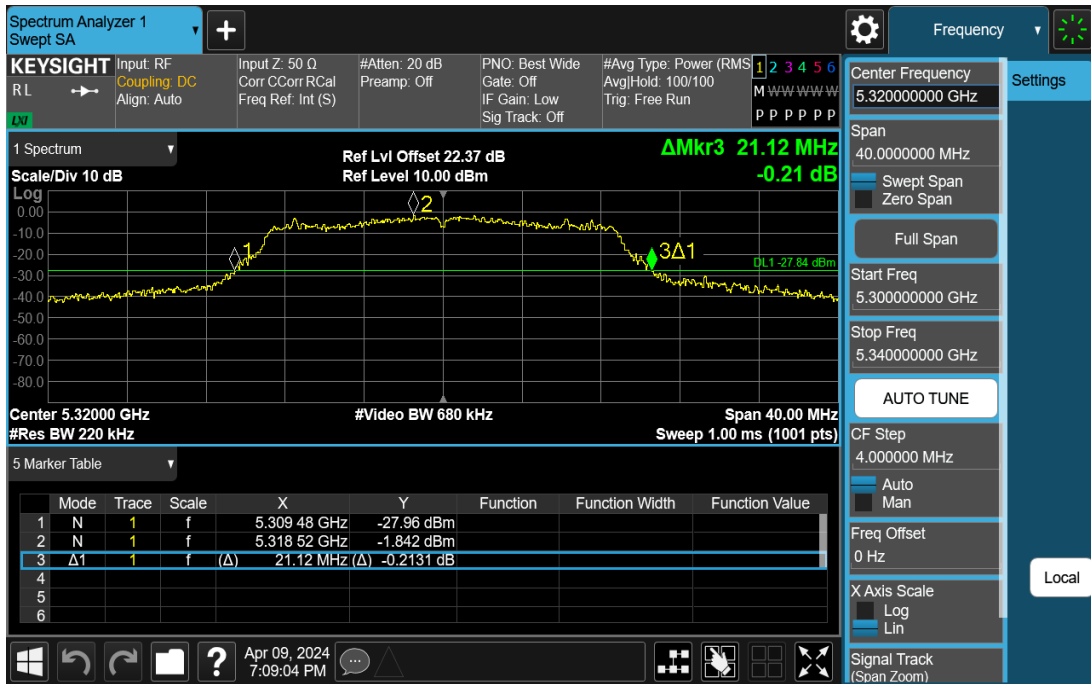 Spectrum Analyzer 1
Swept SA
+
Frequency
KEYSIGHT
RL
LXI
Input: RF
Coupling: DC
Align: Auto
Input Z: 50 Ω
Corr CCorr RCal
Freq Ref: Int (S)
#Atten: 20 dB
Preamp: Off
PNO: Best Wide
Gate: Off
IF Gain: Low
Sig Track: Off
#Avg Type: Power (RMS
Avg|Hold: 100/100
Trig: Free Run
1 2 3 4 5 6
M W W W W W
P P P P P P
1 Spectrum
Scale/Div 10 dB
Ref Lvl Offset 22.37 dB
Ref Level 10.00 dBm
ΔMkr3 21.12 MHz
-0.21 dB
Log
0.00
-10.0
-20.0
-30.0
-40.0
-50.0
-60.0
-70.0
-80.0
1
2
3Δ1
DL1 -27.84 dBm
Center 5.32000 GHz
#Res BW 220 kHz
#Video BW 680 kHz
Span 40.00 MHz
Sweep 1.00 ms (1001 pts)
5 Marker Table
Mode Trace Scale X Y Function Function Width Function Value
1 N 1 f 5.309 48 GHz -27.96 dBm
2 N 1 f 5.318 52 GHz -1.842 dBm
3 Δ1 1 f (Δ) 21.12 MHz (Δ) -0.2131 dB
4
5
6
?
Apr 09, 2024
7:09:04 PM
Center Frequency
5.320000000 GHz
Span
40.0000000 MHz
Swept Span
Zero Span
Full Span
Start Freq
5.300000000 GHz
Stop Freq
5.340000000 GHz
AUTO TUNE
CF Step
4.000000 MHz
Auto
Man
Freq Offset
0 Hz
X Axis Scale
Log
Lin
Signal Track
(Span Zoom)
Settings
Local